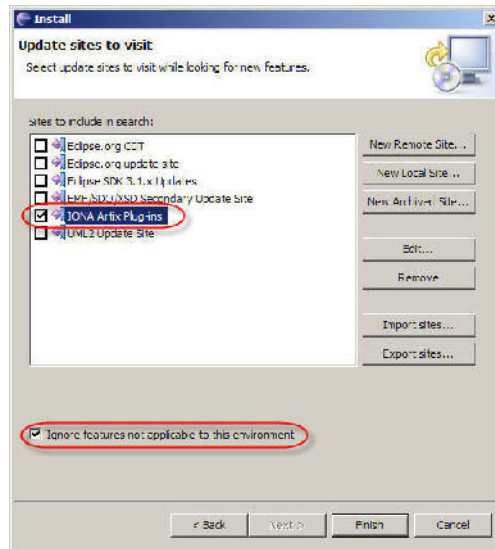 Install
Update sites to visit
Select update sites to visit while looking for new features.
Sites to include in search:
Eclipse.org CDT
Eclipse.org update site
Eclipse SDK 3.1.x Updates
EMF/SDO/XSD Secondary Update Site
IONA Artix Plug-ins
UML2 Update Site
New Remote Site...
New Local Site...
New Archived Site...
Edit...
Remove
Import sites...
Export sites...
Ignore features not applicable to this environment
< Back
Next >
Finish
Cancel